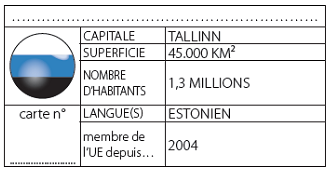 CAPITALE TALLINN
SUPERFICIE 45.000 KM²
NOMBRE
D'HABITANTS 1,3 MILLIONS
carte n° LANGUE(S) ESTONIEN
membre de
l'UE depuis... 2004